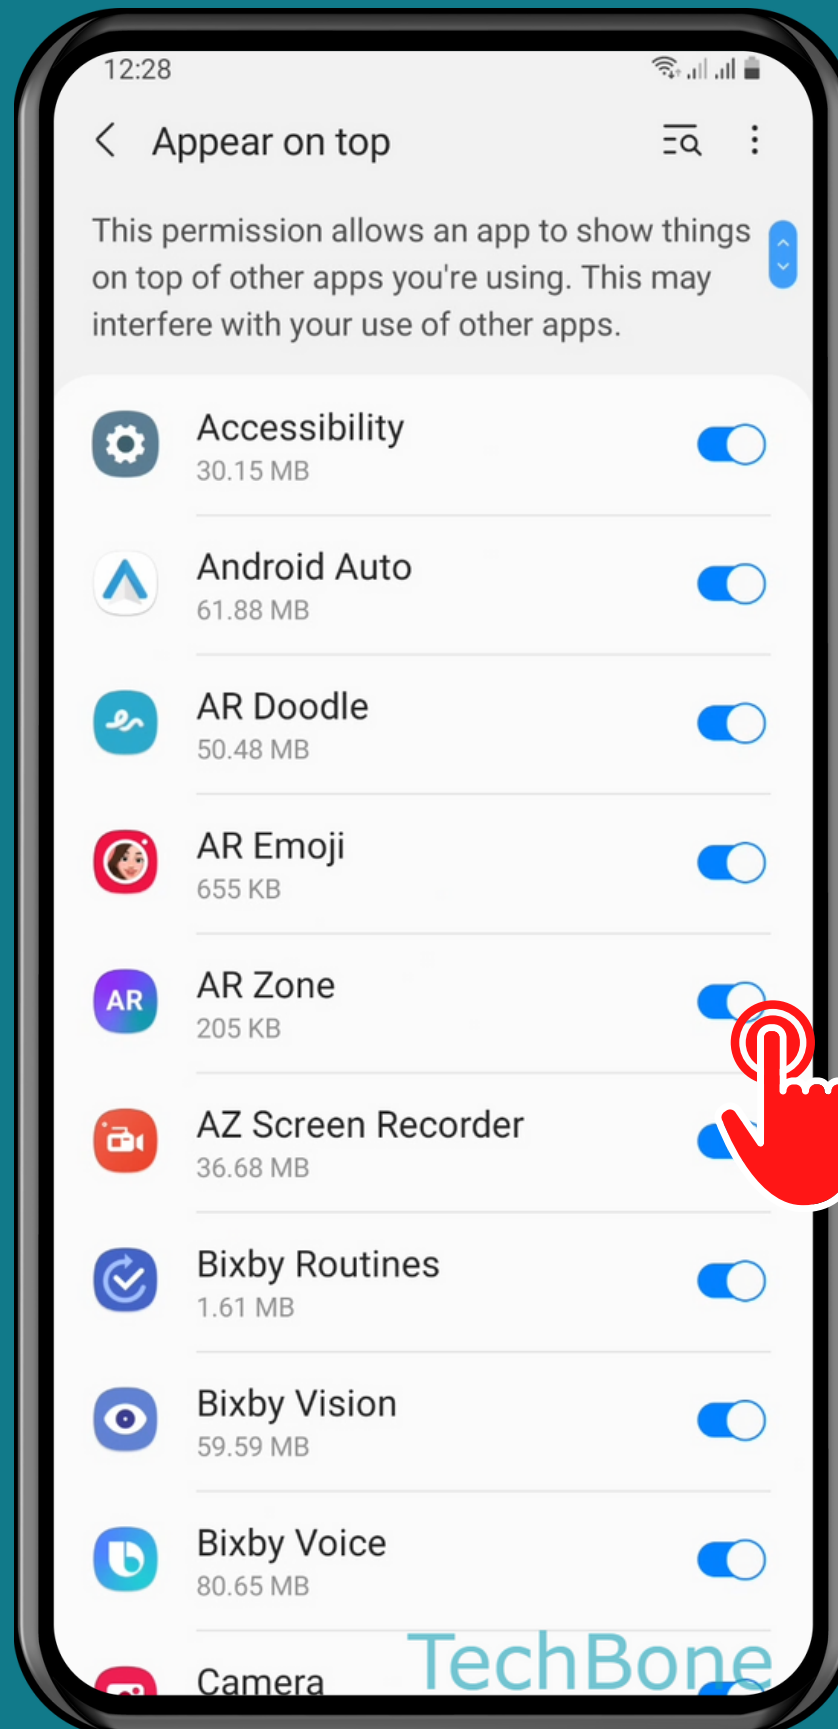 12:28
Appear on top
This permission allows an app to show things
on top of other apps you're using. This may
interfere with your use of other apps.
Accessibility
30.15 MB
Android Auto
61.88 MB
AR Doodle
50.48 MB
AR Emoji
655 KB
AR
AR Zone
205 KB
AZ Screen Recorder
36.68 MB
Bixby Routines
1.61 MB
Bixby Vision
59.59 MB
Bixby Voice
80.65 MB
Camera
TechBone